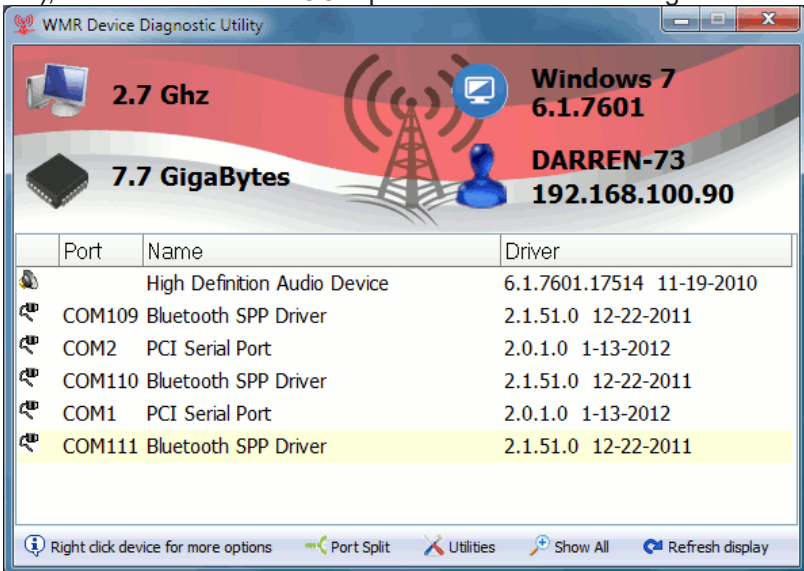 WMR Device Diagnostic Utility
2.7 Ghz
Windows 7
6.1.7601
7.7 GigaBytes
DARREN-73
192.168.100.90
Port Name Driver
High Definition Audio Device 6.1.7601.17514 11-19-2010
COM109 Bluetooth SPP Driver 2.1.51.0 12-22-2011
COM2 PCI Serial Port 2.0.1.0 1-13-2012
COM110 Bluetooth SPP Driver 2.1.51.0 12-22-2011
COM1 PCI Serial Port 2.0.1.0 1-13-2012
COM111 Bluetooth SPP Driver 2.1.51.0 12-22-2011
Right click device for more options Port Split Utilities Show All Refresh display